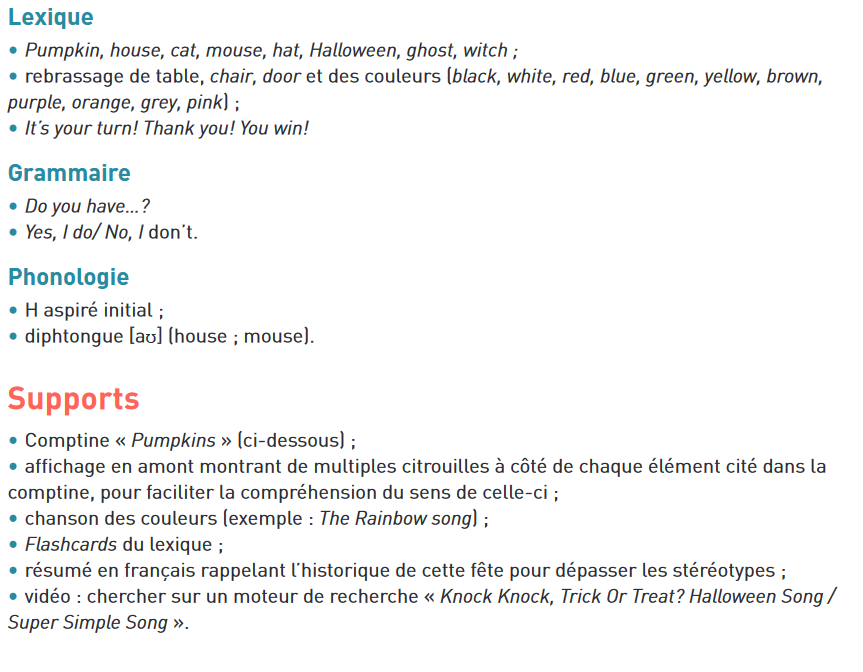 Lexique
• Pumpkin, house, cat, mouse, hat, Halloween, ghost, witch ;
• rebrassage de table, chair, door et des couleurs (black, white, red, blue, green, yellow, brown,
purple, orange, grey, pink) ;
• It's your turn! Thank you! You win!
Grammaire
• Do you have...?
• Yes, I do/ No, I don't.
Phonologie
• H aspiré initial ;
• diphtongue [aʊ] (house ; mouse).
Supports
• Comptine « Pumpkins » (ci-dessous) ;
• affichage en amont montrant de multiples citrouilles à côté de chaque élément cité dans la
comptine, pour faciliter la compréhension du sens de celle-ci ;
• chanson des couleurs (exemple : The Rainbow song) ;
• Flashcards du lexique ;
• résumé en français rappelant l'historique de cette fête pour dépasser les stéréotypes ;
• vidéo : chercher sur un moteur de recherche « Knock Knock, Trick Or Treat? Halloween Song /
Super Simple Song ».